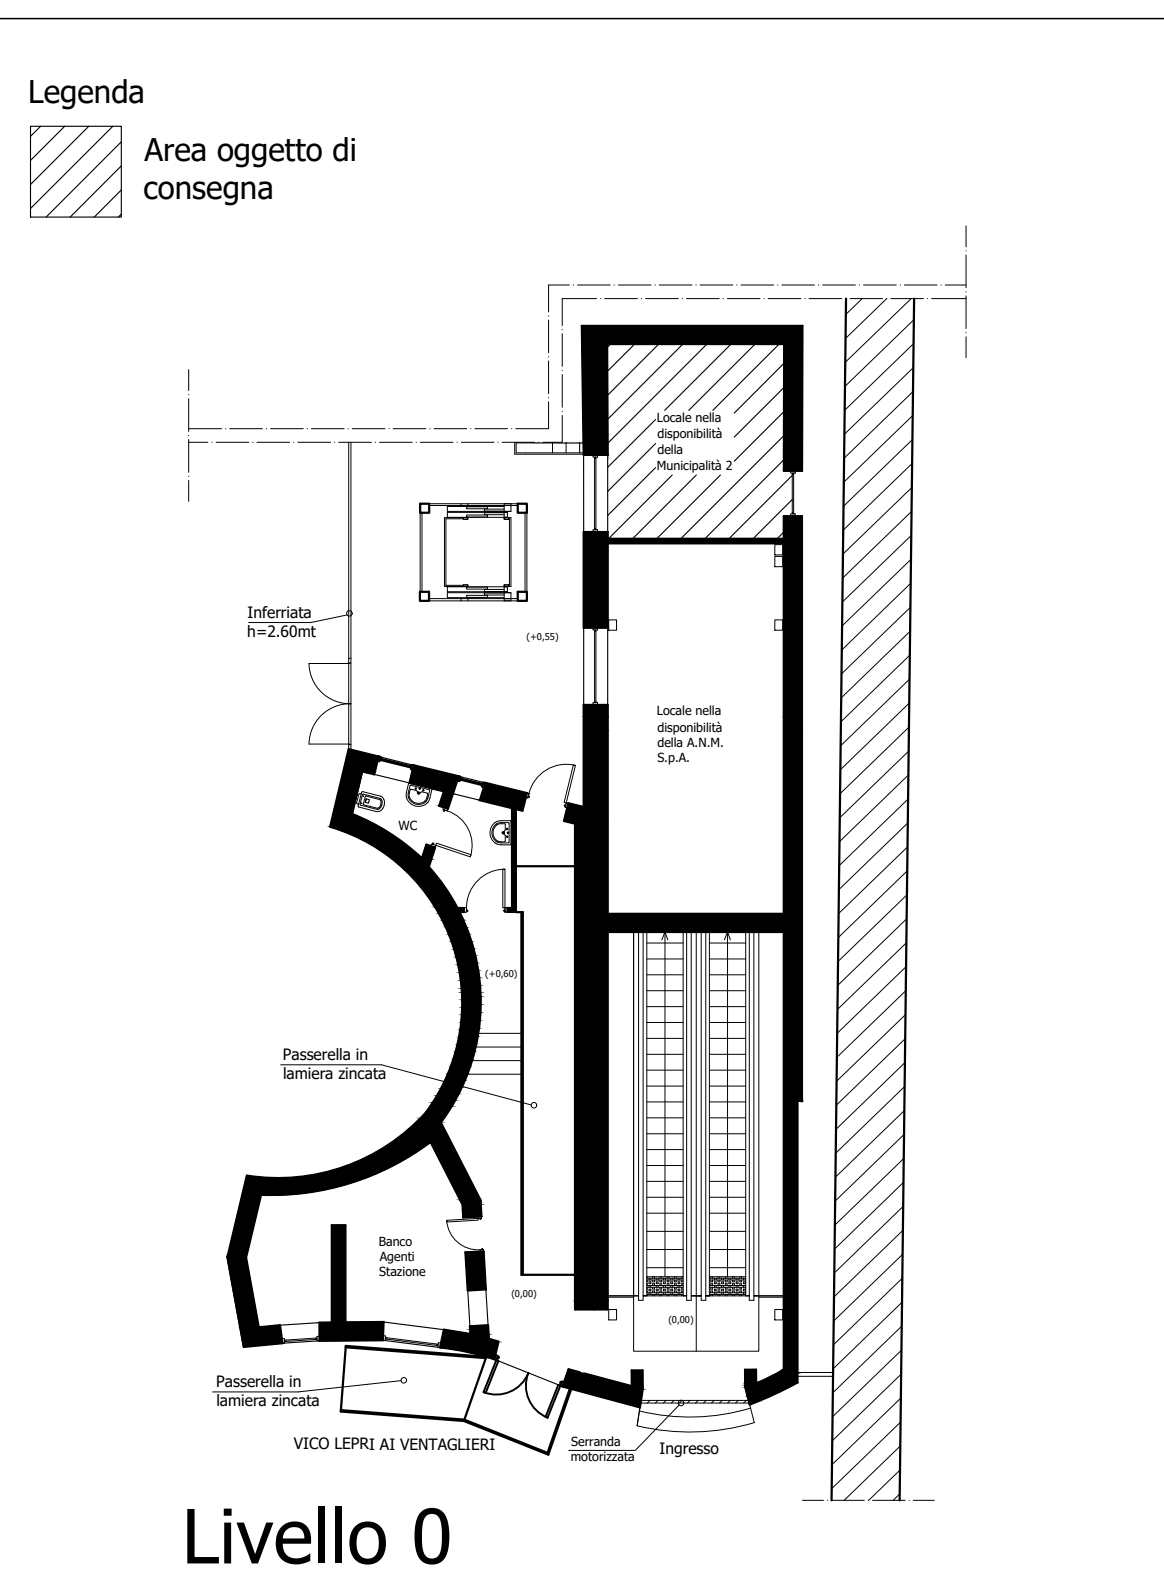 Legenda
Area oggetto di
consegna
Locale nella
disponibilità
della
Municipalità 2
Inferriata
h=2.60mt
(+0,55)
Locale nella
disponibilità
della A.N.M.
S.p.A.
WC
(+0,60)
Passerella in
lamiera zincata
Banco
Agenti
Stazione
(0,00)
(0,00)
Passerella in
lamiera zincata
VICO LEPRI AI VENTAGLIERI
Serranda
motorizzata
Ingresso
Livello 0